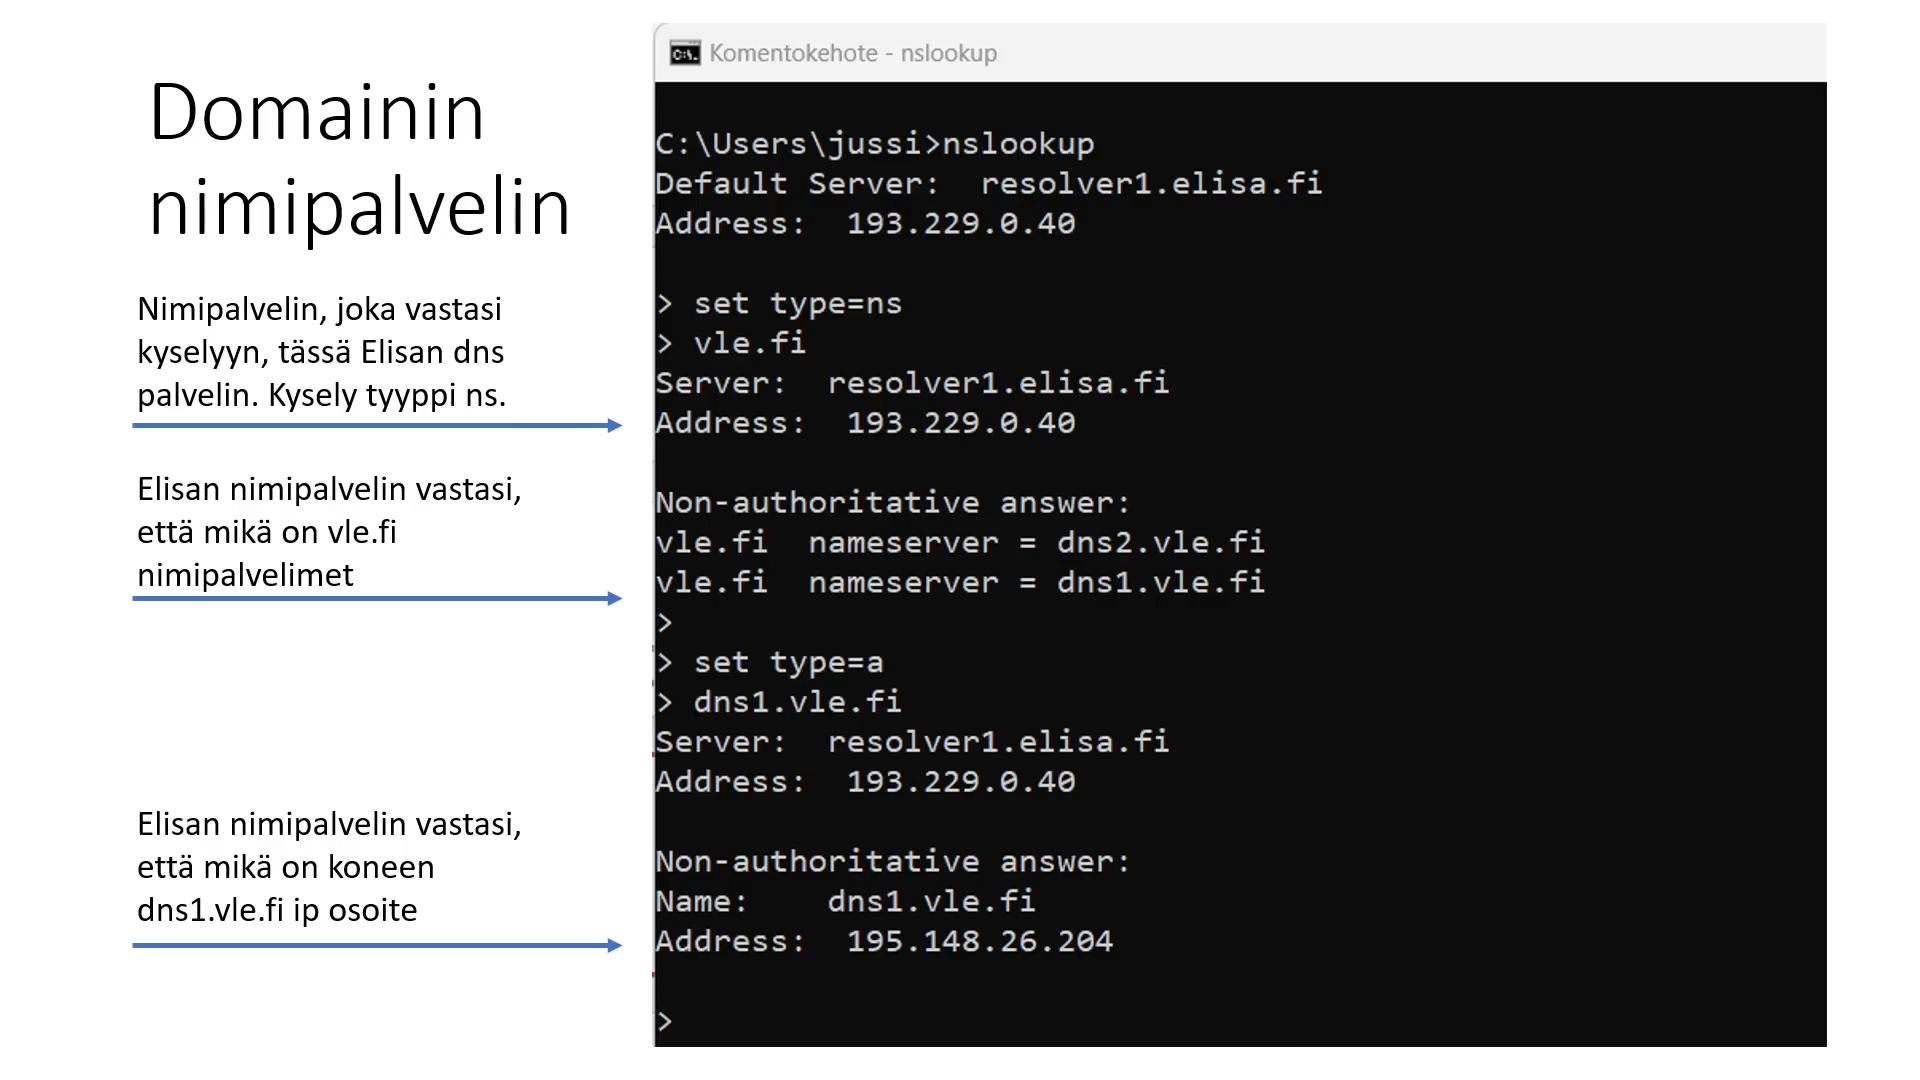 Domainin
nimipalvelin
Nimipalvelin, joka vastasi
kyselyyn, tässä Elisan dns
palvelin. Kysely tyyppi ns.
Elisan nimipalvelin vastasi,
että mikä on vle.fi
nimipalvelimet
Elisan nimipalvelin vastasi,
että mikä on koneen
dns1.vle.fi ip osoite
Komentokehote - nslookup
C:\Users\jussi>nslookup
Default Server:  resolver1.elisa.fi
Address:  193.229.0.40
> set type=ns
> vle.fi
Server:  resolver1.elisa.fi
Address:  193.229.0.40
Non-authoritative answer:
vle.fi  nameserver = dns2.vle.fi
vle.fi  nameserver = dns1.vle.fi
>
> set type=a
> dns1.vle.fi
Server:  resolver1.elisa.fi
Address:  193.229.0.40
Non-authoritative answer:
Name:    dns1.vle.fi
Address:  195.148.26.204
>